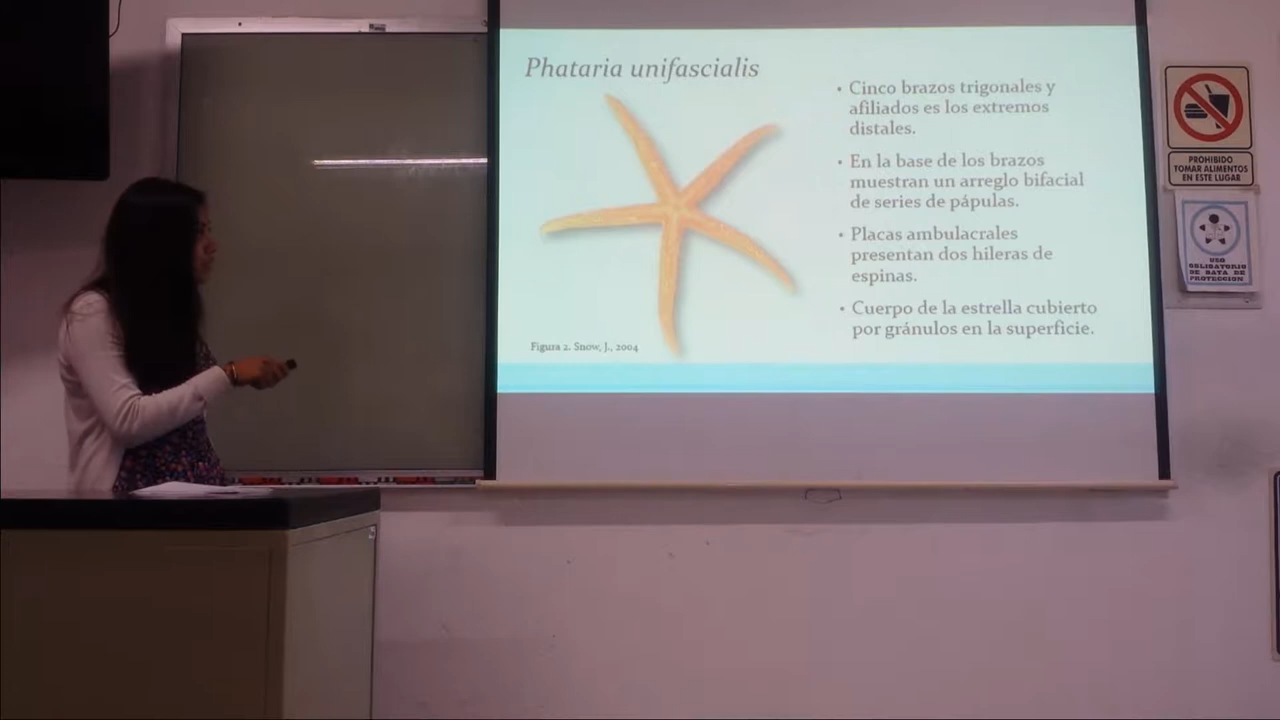 Phataria unifascialis
• Cinco brazos trigonales y
afiliados es los extremos
distales.
• En la base de los brazos
muestran un arreglo bifacial
de series de pápulas.
• Placas ambulacrales
presentan dos hileras de
espinas.
• Cuerpo de la estrella cubierto
por gránulos en la superficie.
Figura 2. Snow, J., 2004
PROHIBIDO
TOMAR ALIMENTOS
EN ESTE LUGAR
USO
OBLIGATORIO
DE BATA DE
PROTECCION